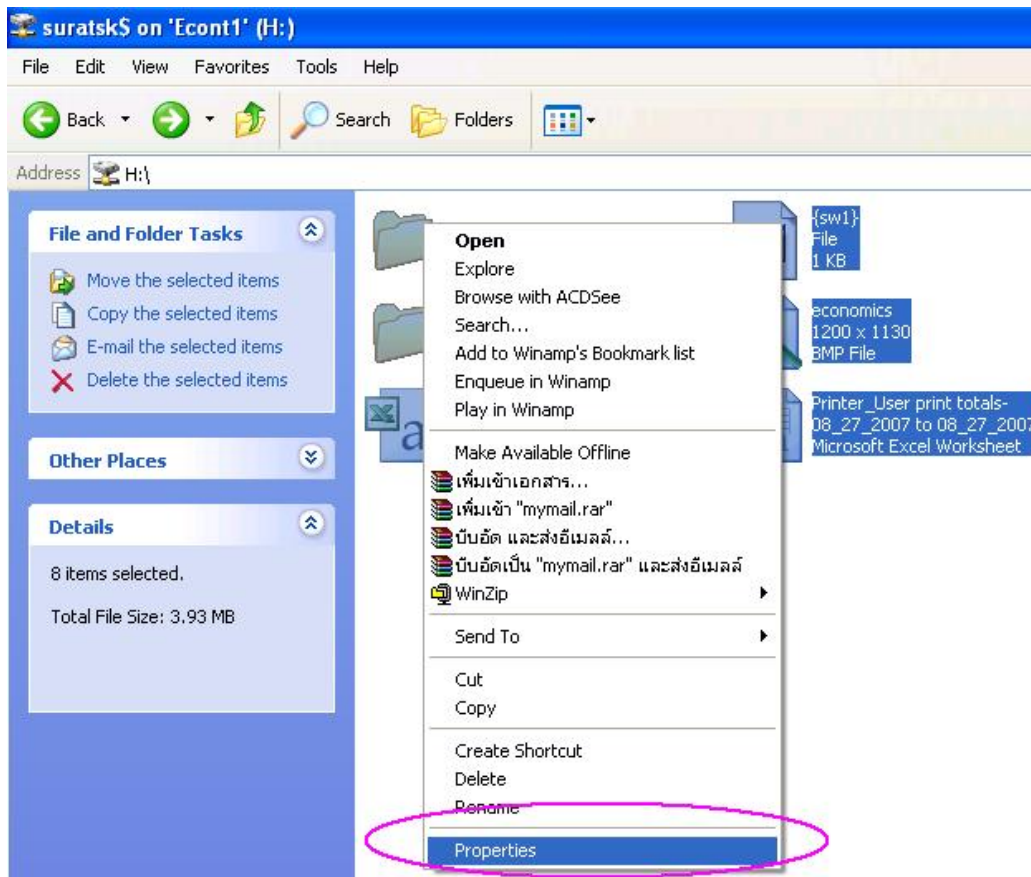 suratsk$ on 'Econt1' (H:)
File Edit View Favorites Tools Help
Back Search Folders
Address H:\
File and Folder Tasks
Move the selected items
Copy the selected items
E-mail the selected items
Delete the selected items
Other Places
Details
8 items selected.
Total File Size: 3.93 MB
Open
Explore
Browse with ACDSee
Search...
Add to Winamp's Bookmark list
Enqueue in Winamp
Play in Winamp
Make Available Offline
เพิ่มเข้าเอกสาร...
เพิ่มเข้า "mymail.rar"
บีบอัด และส่งอีเมลล์...
บีบอัดเป็น "mymail.rar" และส่งอีเมลล์
WinZip
Send To
Cut
Copy
Create Shortcut
Delete
Rename
Properties
{sw1}
File
1 KB
economics
1200 x 1130
BMP File
Printer_User print totals-
08_27_2007 to 08_27_2007
Microsoft Excel Worksheet